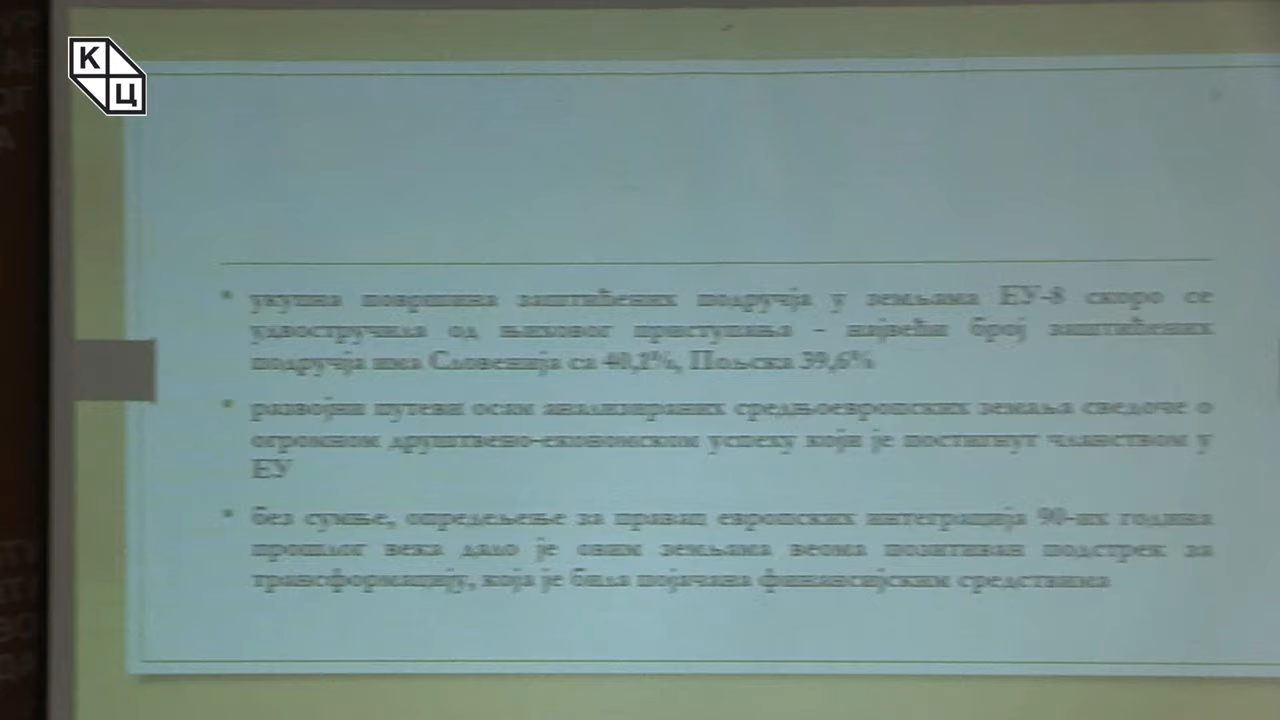 К
Ц
укупна површина заштићених подручја у земљама ЕУ-8 скоро се
удвостручила од њиховог приступања - највећи број заштићених
подручја има Словенија са 40,2%, Пољска 39,6%
развојни путеви осам анализираних средњоевропских земаља сведоче о
огромном друштвено-економском успеху који је постигнут чланством у
ЕУ
без сумње, опредељење за правац европских интеграција 90-их година
прошлог века дало је овим земљама веома позитиван подстрек за
трансформацију, која је била појачана финансијским средствима